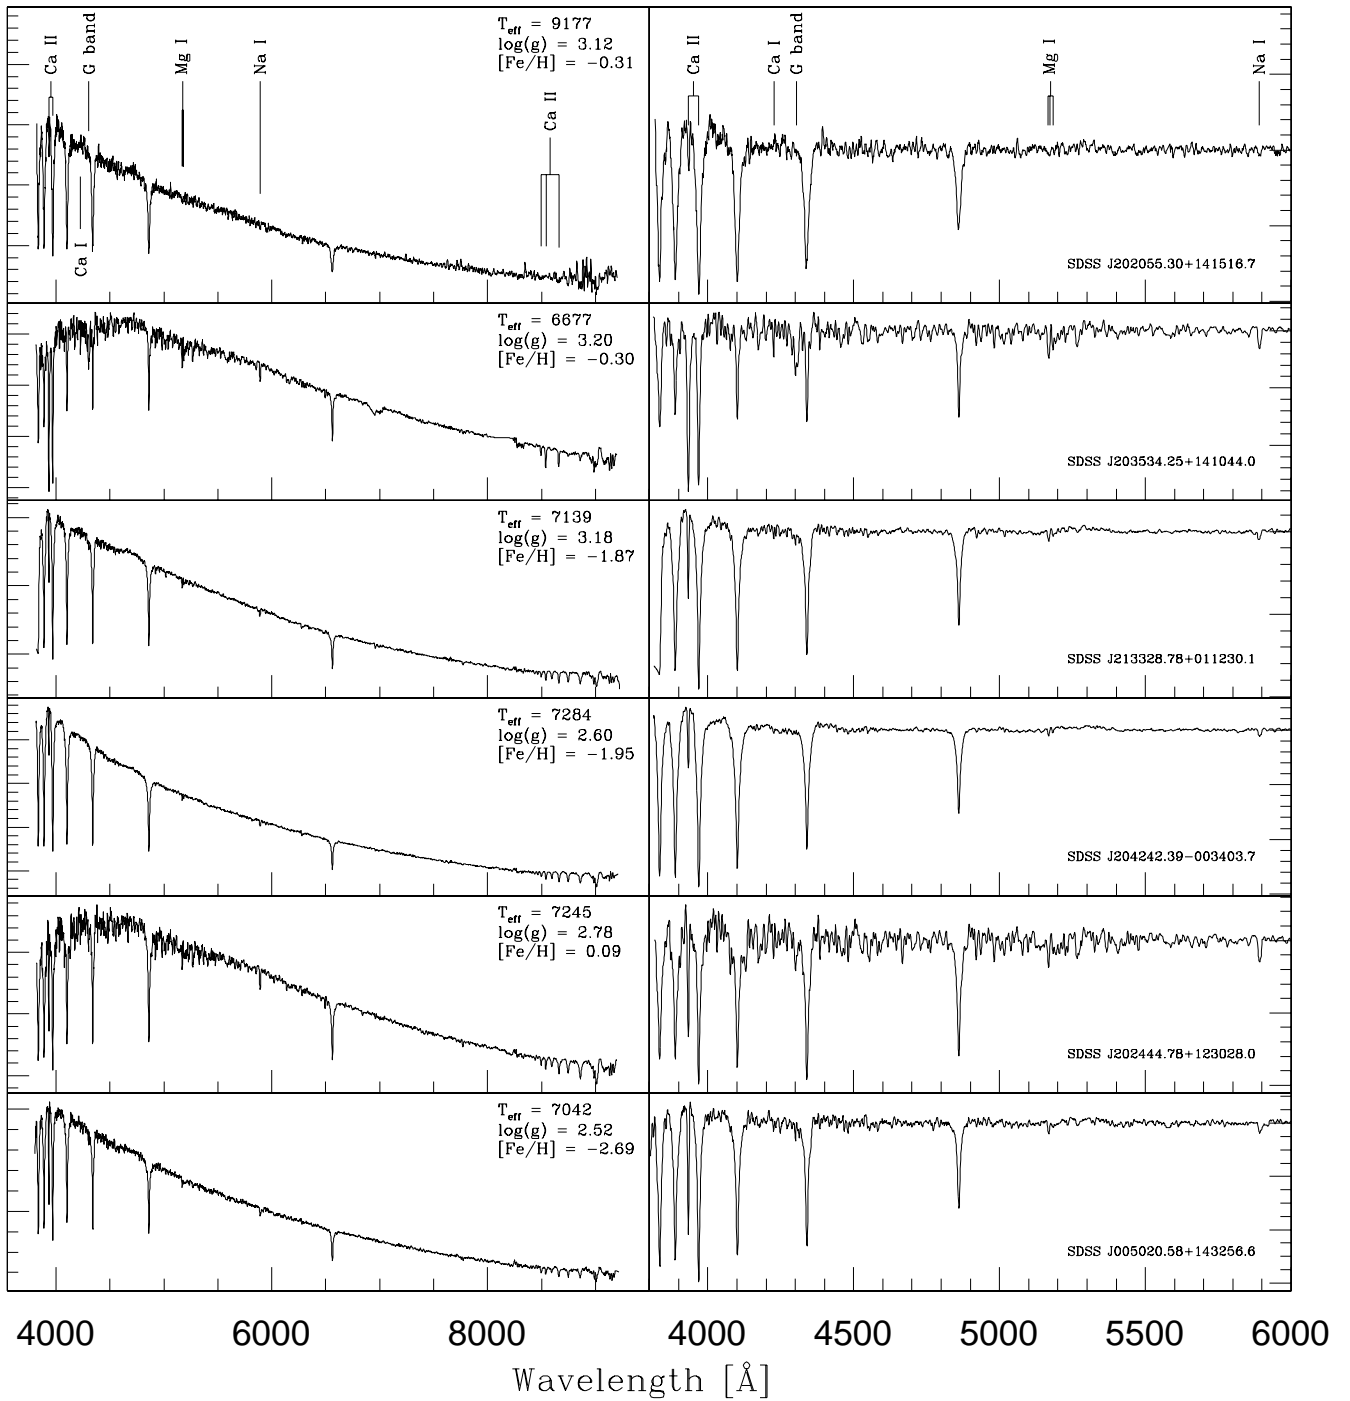 Ca II
G band
Mg I
Na I
Ca II
Ca I
T_eff = 9177
log(g) = 3.12
[Fe/H] = −0.31
Ca II
Ca I
G band
Mg I
Na I
SDSS J202055.30+141516.7
T_eff = 6677
log(g) = 3.20
[Fe/H] = −0.30
SDSS J203534.25+141044.0
T_eff = 7139
log(g) = 3.18
[Fe/H] = −1.87
SDSS J213328.78+011230.1
T_eff = 7284
log(g) = 2.60
[Fe/H] = −1.95
SDSS J204242.39−003403.7
T_eff = 7245
log(g) = 2.78
[Fe/H] = 0.09
SDSS J202444.78+123028.0
T_eff = 7042
log(g) = 2.52
[Fe/H] = −2.69
SDSS J005020.58+143256.6
4000 6000 8000 4000 4500 5000 5500 6000
Wavelength [Å]